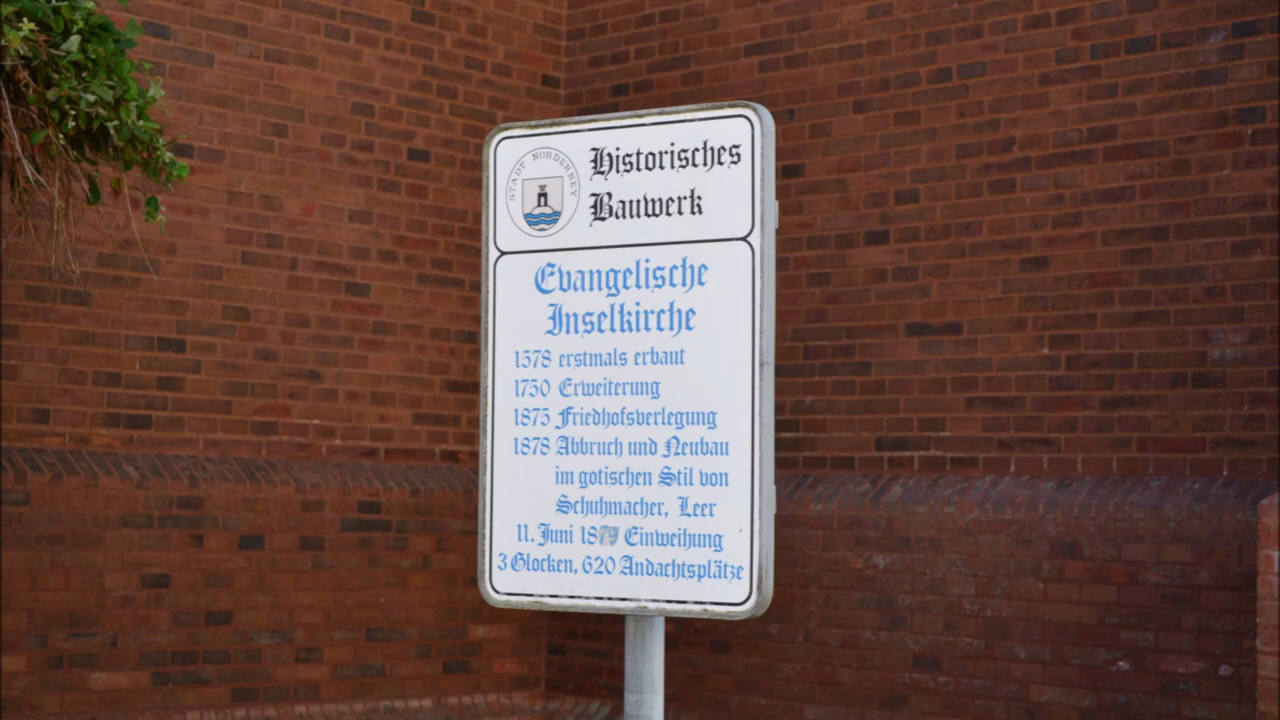 STADT NORDERNEY
Historisches
Bauwerk
Evangelische
Inselkirche
1578 erstmals erbaut
1750 Erweiterung
1875 Friedhofsverlegung
1878 Abbruch und Neubau
im gotischen Stil von
Schuhmacher, Leer
11. Juni 1879 Einweihung
3 Glocken, 620 Andachtsplätze